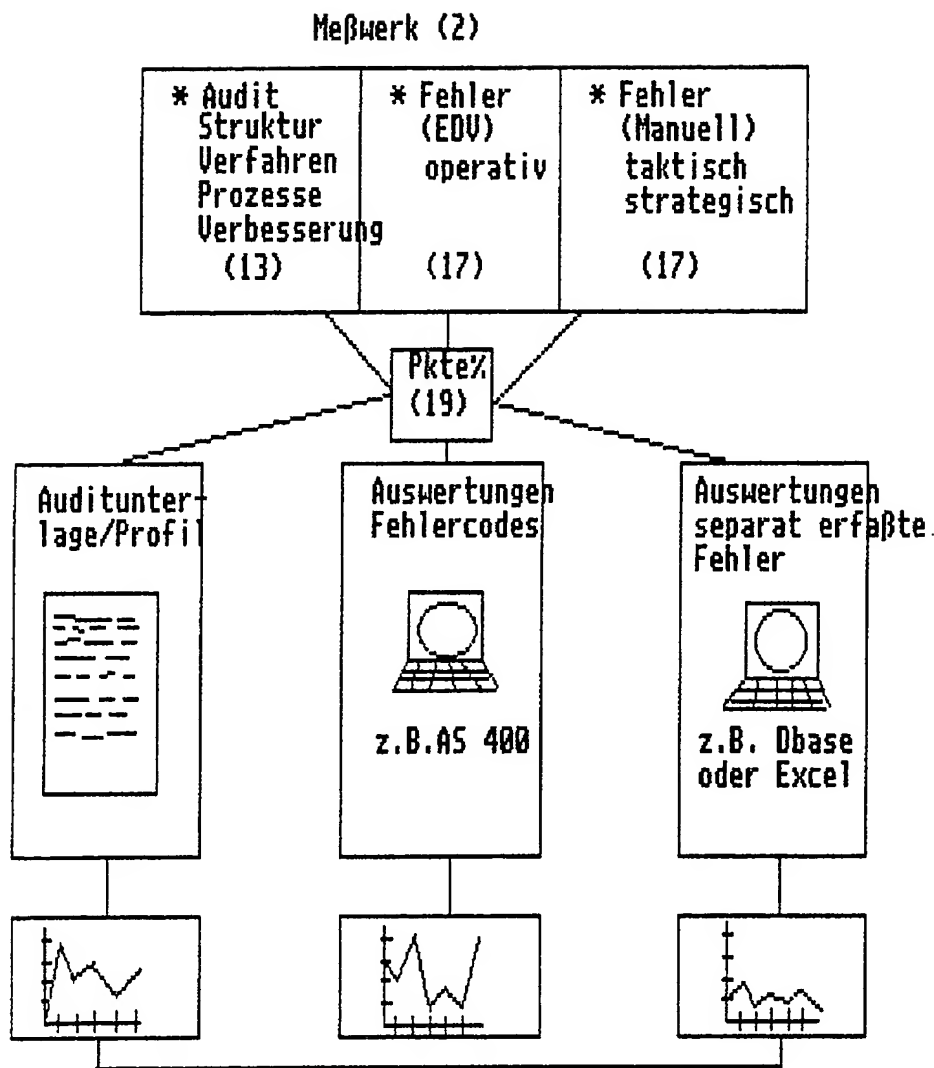 Meßwerk (2)
* Audit
Struktur
Verfahren
Prozesse
Verbesserung
(13)
* Fehler
(EDV)
operativ
(17)
* Fehler
(Manuell)
taktisch
strategisch
(17)
Pkte%
(19)
Auditunter-
lage/Profil
Auswertungen
Fehlercodes
z.B.AS 400
Auswertungen
separat erfaßte
Fehler
z.B. Dbase
oder Excel